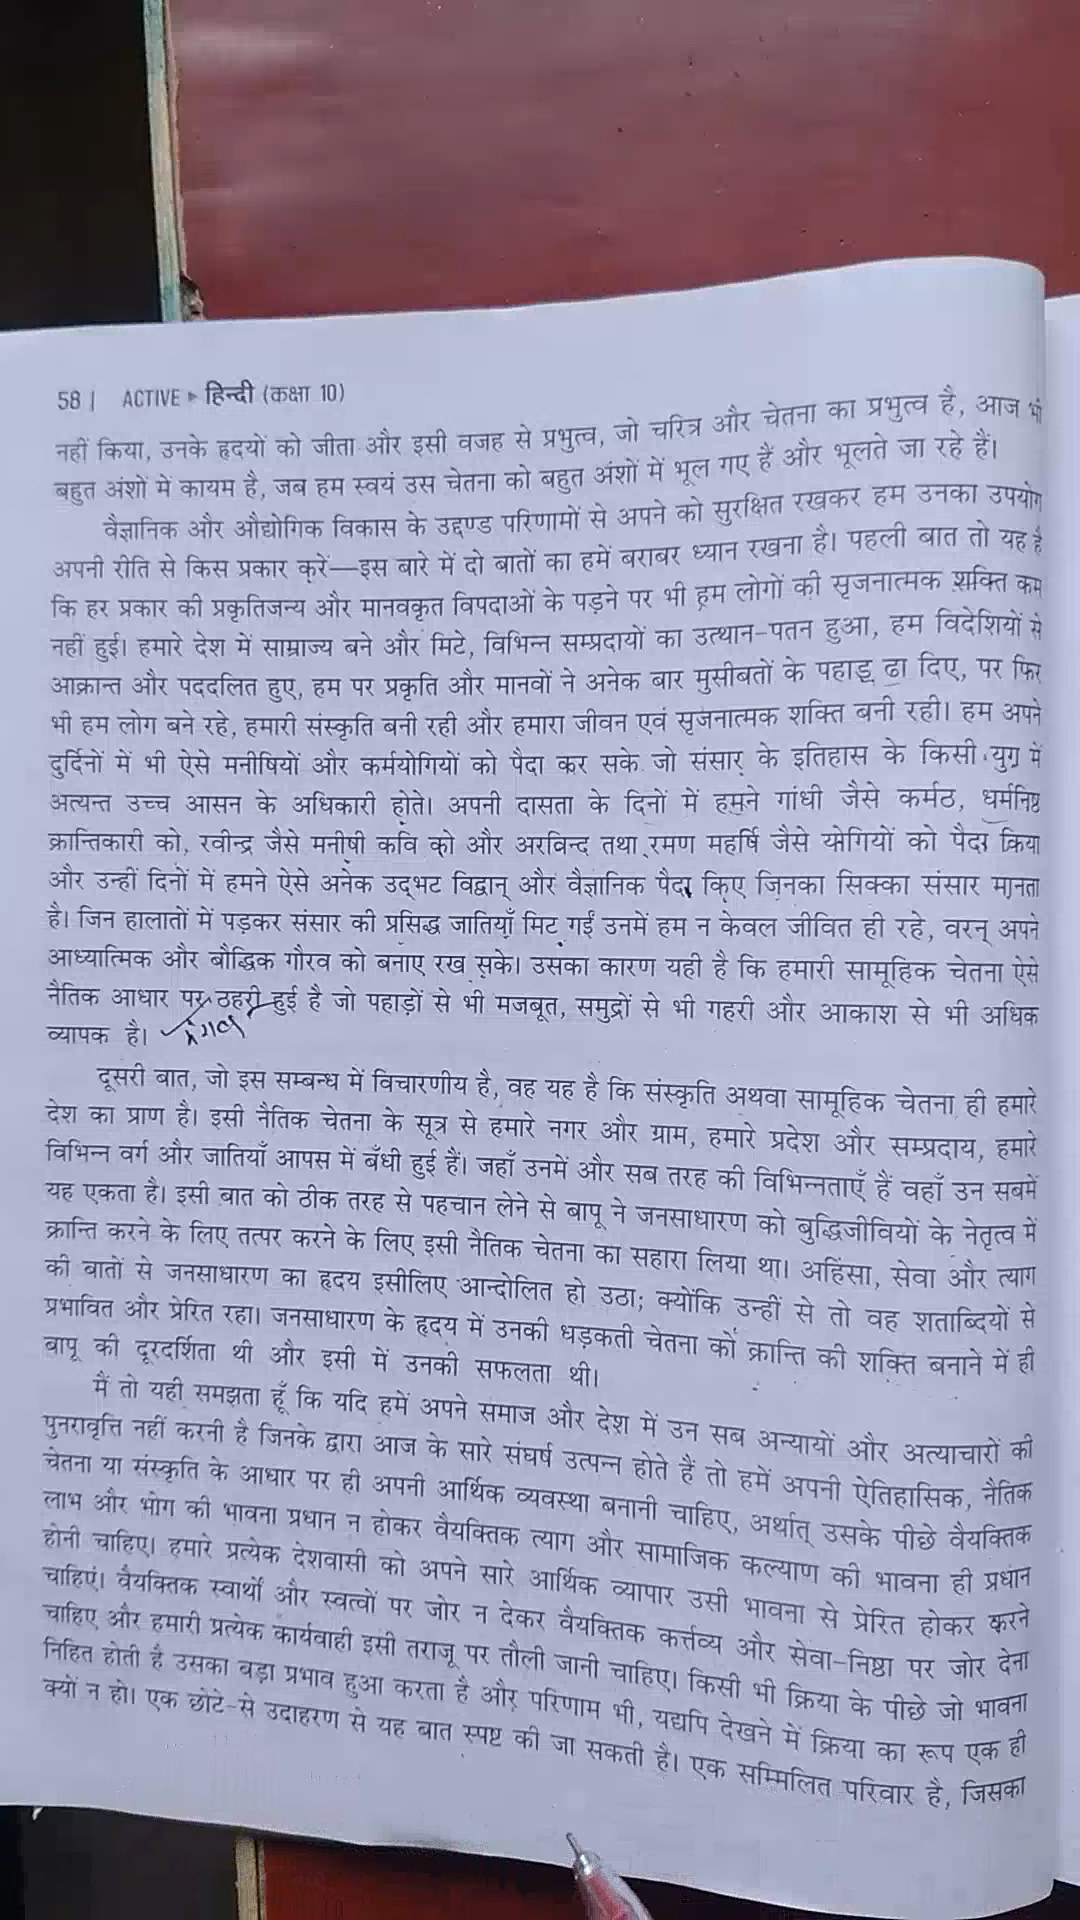 58 | ACTIVE ▸ हिन्दी (कक्षा 10)
नहीं किया, उनके हृदयों को जीता और इसी वजह से प्रभुत्व, जो चरित्र और चेतना का प्रभुत्व है, आज भी
बहुत अंशों में कायम है, जब हम स्वयं उस चेतना को बहुत अंशों में भूल गए हैं और भूलते जा रहे हैं।
वैज्ञानिक और औद्योगिक विकास के उद्दण्ड परिणामों से अपने को सुरक्षित रखकर हम उनका उपयोग
अपनी रीति से किस प्रकार करें—इस बारे में दो बातों का हमें बराबर ध्यान रखना है। पहली बात तो यह है
कि हर प्रकार की प्रकृतिजन्य और मानवकृत विपदाओं के पड़ने पर भी हम लोगों की सृजनात्मक शक्ति कम
नहीं हुई। हमारे देश में साम्राज्य बने और मिटे, विभिन्न सम्प्रदायों का उत्थान-पतन हुआ, हम विदेशियों से
आक्रान्त और पददलित हुए, हम पर प्रकृति और मानवों ने अनेक बार मुसीबतों के पहाड़ ढा दिए, पर फिर
भी हम लोग बने रहे, हमारी संस्कृति बनी रही और हमारा जीवन एवं सृजनात्मक शक्ति बनी रही। हम अपने
दुर्दिनों में भी ऐसे मनीषियों और कर्मयोगियों को पैदा कर सके जो संसार के इतिहास के किसी युग में
अत्यन्त उच्च आसन के अधिकारी होते। अपनी दासता के दिनों में हमने गांधी जैसे कर्मठ, धर्मनिष्ठ
क्रान्तिकारी को, रवीन्द्र जैसे मनीषी कवि को और अरविन्द तथा रमण महर्षि जैसे योगियों को पैदा किया
और उन्हीं दिनों में हमने ऐसे अनेक उद्‌भट विद्वान् और वैज्ञानिक पैदा किए जिनका सिक्का संसार मानता
है। जिन हालातों में पड़कर संसार की प्रसिद्ध जातियाँ मिट गईं उनमें हम न केवल जीवित ही रहे, वरन् अपने
आध्यात्मिक और बौद्धिक गौरव को बनाए रख सके। उसका कारण यही है कि हमारी सामूहिक चेतना ऐसे
नैतिक आधार पर ठहरी हुई है जो पहाड़ों से भी मजबूत, समुद्रों से भी गहरी और आकाश से भी अधिक
व्यापक है।
दूसरी बात, जो इस सम्बन्ध में विचारणीय है, वह यह है कि संस्कृति अथवा सामूहिक चेतना ही हमारे
देश का प्राण है। इसी नैतिक चेतना के सूत्र से हमारे नगर और ग्राम, हमारे प्रदेश और सम्प्रदाय, हमारे
विभिन्न वर्ग और जातियाँ आपस में बँधी हुई हैं। जहाँ उनमें और सब तरह की विभिन्नताएँ हैं वहाँ उन सबमें
यह एकता है। इसी बात को ठीक तरह से पहचान लेने से बापू ने जनसाधारण को बुद्धिजीवियों के नेतृत्व में
क्रान्ति करने के लिए तत्पर करने के लिए इसी नैतिक चेतना का सहारा लिया था। अहिंसा, सेवा और त्याग
की बातों से जनसाधारण का हृदय इसीलिए आन्दोलित हो उठा; क्योंकि उन्हीं से तो वह शताब्दियों से
प्रभावित और प्रेरित रहा। जनसाधारण के हृदय में उनकी धड़कती चेतना को क्रान्ति की शक्ति बनाने में ही
बापू की दूरदर्शिता थी और इसी में उनकी सफलता थी।
मैं तो यही समझता हूँ कि यदि हमें अपने समाज और देश में उन सब अन्यायों और अत्याचारों की
पुनरावृत्ति नहीं करनी है जिनके द्वारा आज के सारे संघर्ष उत्पन्न होते हैं तो हमें अपनी ऐतिहासिक, नैतिक
चेतना या संस्कृति के आधार पर ही अपनी आर्थिक व्यवस्था बनानी चाहिए, अर्थात् उसके पीछे वैयक्तिक
लाभ और भोग की भावना प्रधान न होकर वैयक्तिक त्याग और सामाजिक कल्याण की भावना ही प्रधान
होनी चाहिए। हमारे प्रत्येक देशवासी को अपने सारे आर्थिक व्यापार उसी भावना से प्रेरित होकर करने
चाहिएं। वैयक्तिक स्वार्थों और स्वत्वों पर जोर न देकर वैयक्तिक कर्त्तव्य और सेवा-निष्ठा पर जोर देना
चाहिए और हमारी प्रत्येक कार्यवाही इसी तराजू पर तौली जानी चाहिए। किसी भी क्रिया के पीछे जो भावना
निहित होती है उसका बड़ा प्रभाव हुआ करता है और परिणाम भी, यद्यपि देखने में क्रिया का रूप एक ही
क्यों न हो। एक छोटे-से उदाहरण से यह बात स्पष्ट की जा सकती है। एक सम्मिलित परिवार है, जिसका